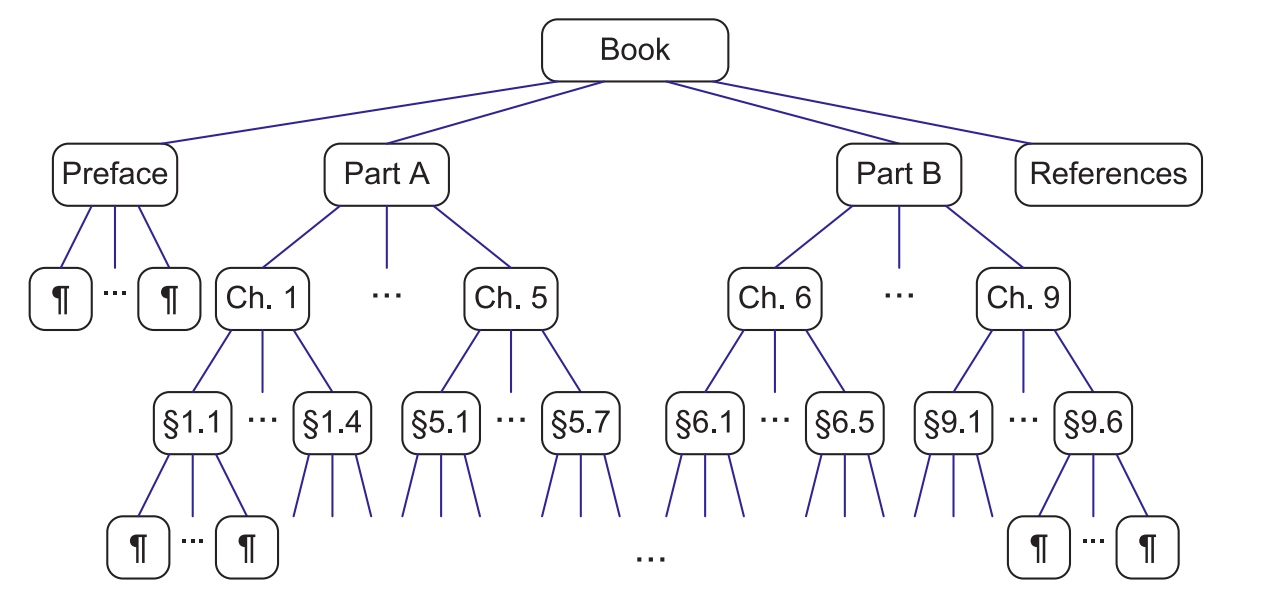 Book
Preface Part A Part B References
¶ ... ¶ Ch. 1 ... Ch. 5 Ch. 6 ... Ch. 9
§1.1 ... §1.4 §5.1 ... §5.7 §6.1 ... §6.5 §9.1 ... §9.6
¶ ... ¶ ... ¶ ... ¶